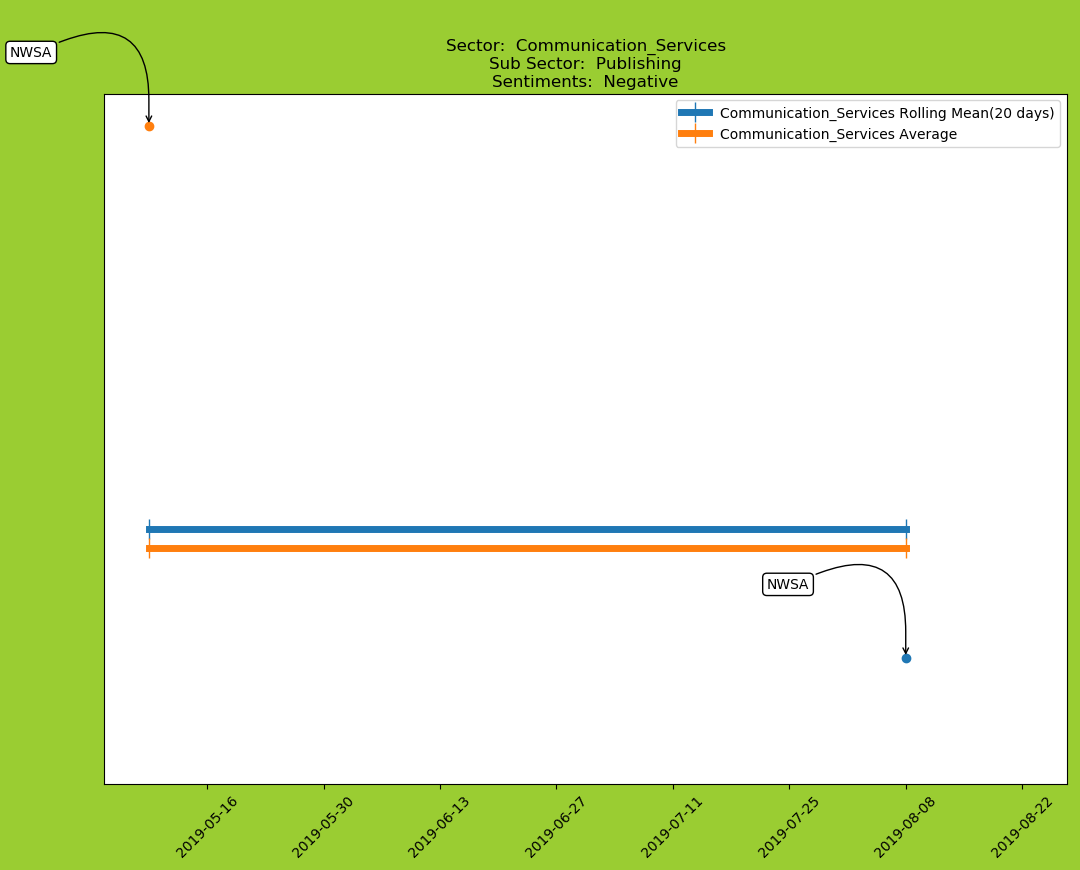 NWSA
Sector:  Communication_Services
Sub Sector:  Publishing
Sentiments:  Negative
Communication_Services Rolling Mean(20 days)
Communication_Services Average
NWSA
2019-05-16
2019-05-30
2019-06-13
2019-06-27
2019-07-11
2019-07-25
2019-08-08
2019-08-22